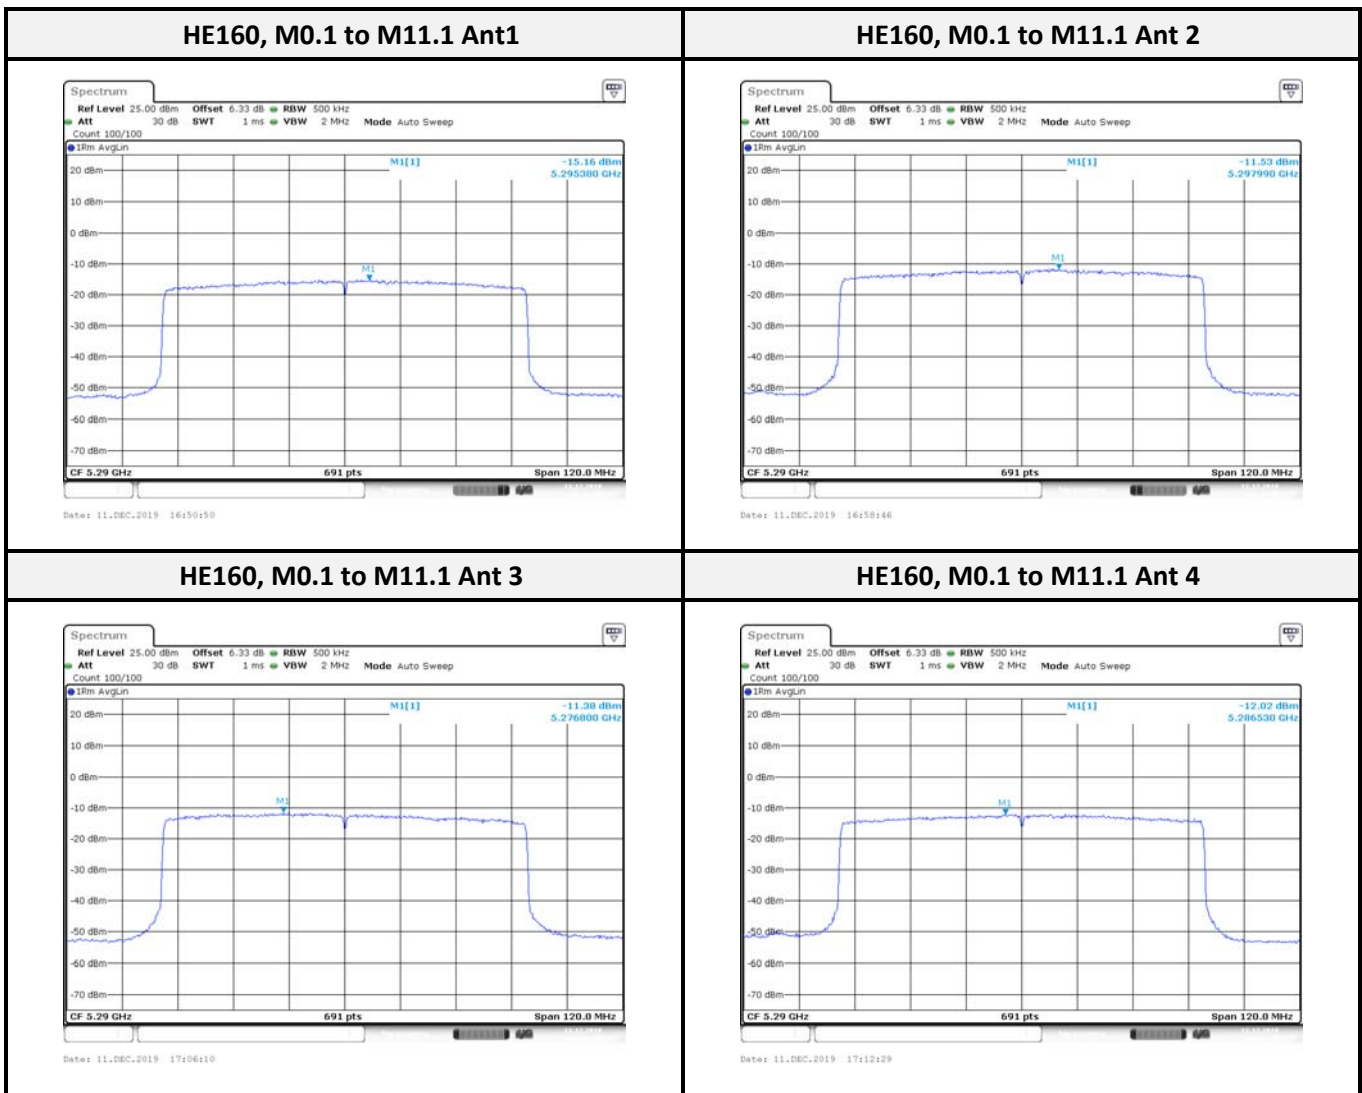 HE160, M0.1 to M11.1 Ant1
Spectrum
Ref Level 25.00 dBm Offset 6.33 dB RBW 500 kHz
Att 30 dB SWT 1 ms VBW 2 MHz Mode Auto Sweep
Count 100/100
1Rm AvgLin
M1[1] -15.16 dBm
5.295380 GHz
20 dBm
10 dBm
0 dBm
M1
-10 dBm
-20 dBm
-30 dBm
-40 dBm
-50 dBm
-60 dBm
-70 dBm
CF 5.29 GHz 691 pts Span 120.0 MHz
Date: 11.DEC.2019 16:50:50
HE160, M0.1 to M11.1 Ant 2
Spectrum
Ref Level 25.00 dBm Offset 6.33 dB RBW 500 kHz
Att 30 dB SWT 1 ms VBW 2 MHz Mode Auto Sweep
Count 100/100
1Rm AvgLin
M1[1] -11.53 dBm
5.297990 GHz
20 dBm
10 dBm
0 dBm
M1
-10 dBm
-20 dBm
-30 dBm
-40 dBm
-50 dBm
-60 dBm
-70 dBm
CF 5.29 GHz 691 pts Span 120.0 MHz
Date: 11.DEC.2019 16:58:46
HE160, M0.1 to M11.1 Ant 3
Spectrum
Ref Level 25.00 dBm Offset 6.33 dB RBW 500 kHz
Att 30 dB SWT 1 ms VBW 2 MHz Mode Auto Sweep
Count 100/100
1Rm AvgLin
M1[1] -11.38 dBm
5.276800 GHz
20 dBm
10 dBm
0 dBm
M1
-10 dBm
-20 dBm
-30 dBm
-40 dBm
-50 dBm
-60 dBm
-70 dBm
CF 5.29 GHz 691 pts Span 120.0 MHz
Date: 11.DEC.2019 17:06:10
HE160, M0.1 to M11.1 Ant 4
Spectrum
Ref Level 25.00 dBm Offset 6.33 dB RBW 500 kHz
Att 30 dB SWT 1 ms VBW 2 MHz Mode Auto Sweep
Count 100/100
1Rm AvgLin
M1[1] -12.02 dBm
5.286530 GHz
20 dBm
10 dBm
0 dBm
M1
-10 dBm
-20 dBm
-30 dBm
-40 dBm
-50 dBm
-60 dBm
-70 dBm
CF 5.29 GHz 691 pts Span 120.0 MHz
Date: 11.DEC.2019 17:12:29